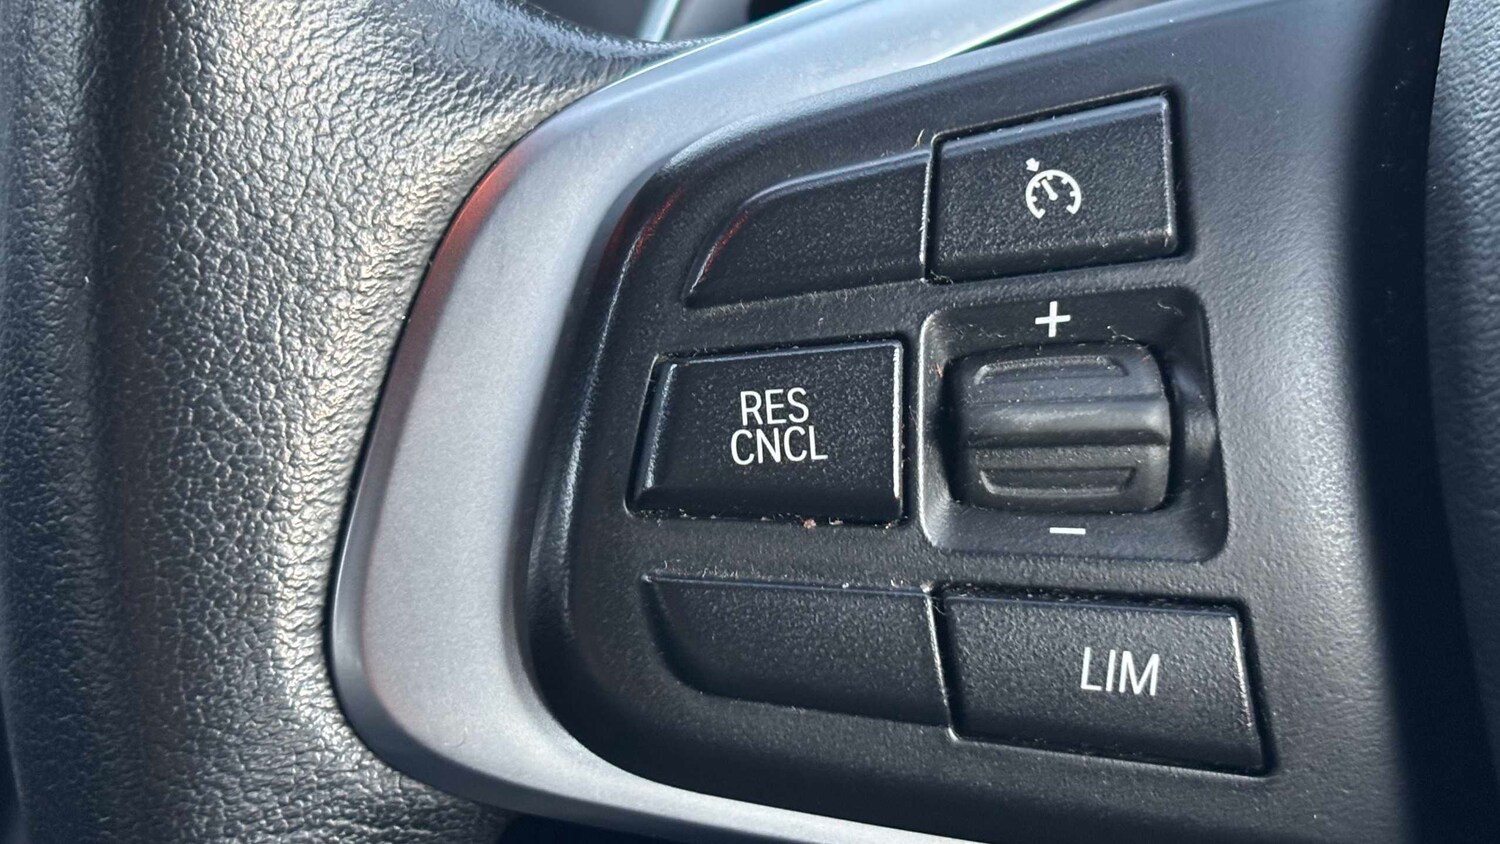 +
RES
CNCL
−
LIM